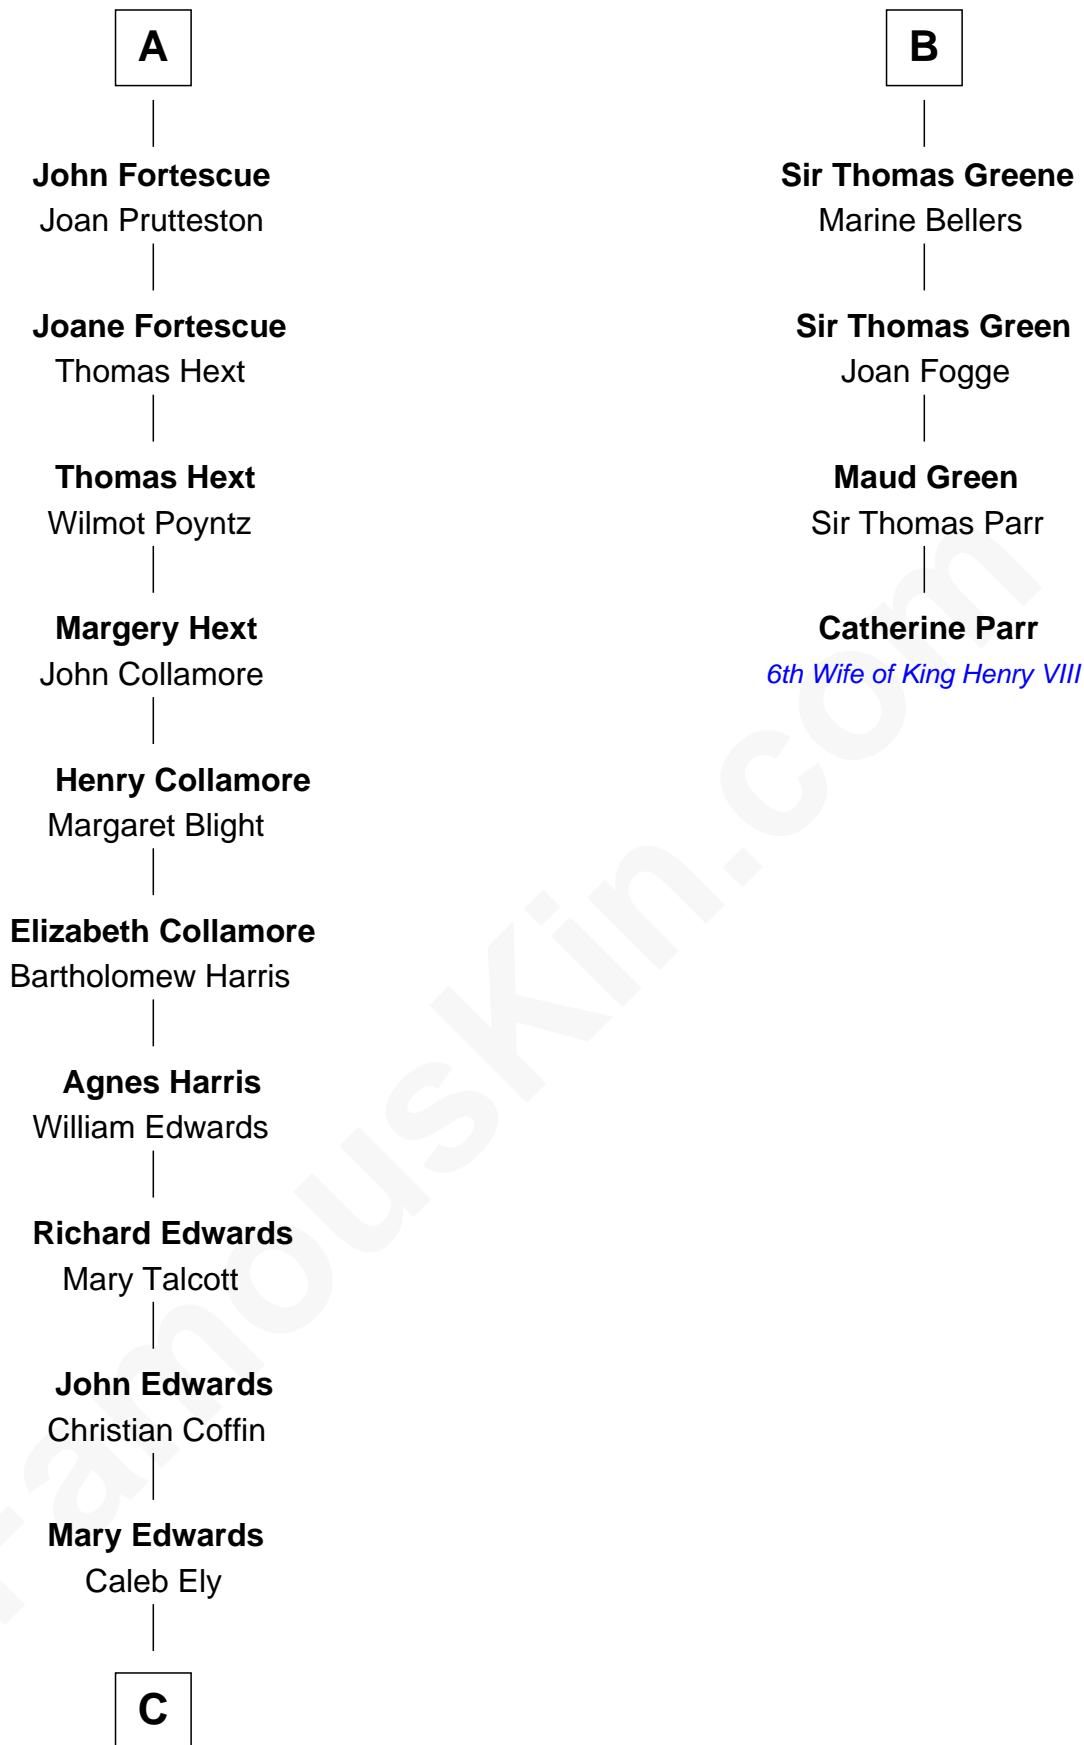 A
John Fortescue
Joan Prutteston
Joane Fortescue
Thomas Hext
Thomas Hext
Wilmot Poyntz
Margery Hext
John Collamore
Henry Collamore
Margaret Blight
Elizabeth Collamore
Bartholomew Harris
Agnes Harris
William Edwards
Richard Edwards
Mary Talcott
John Edwards
Christian Coffin
Mary Edwards
Caleb Ely
C
B
Sir Thomas Greene
Marine Bellers
Sir Thomas Green
Joan Fogge
Maud Green
Sir Thomas Parr
Catherine Parr
6th Wife of King Henry VIII
FamousKin.com